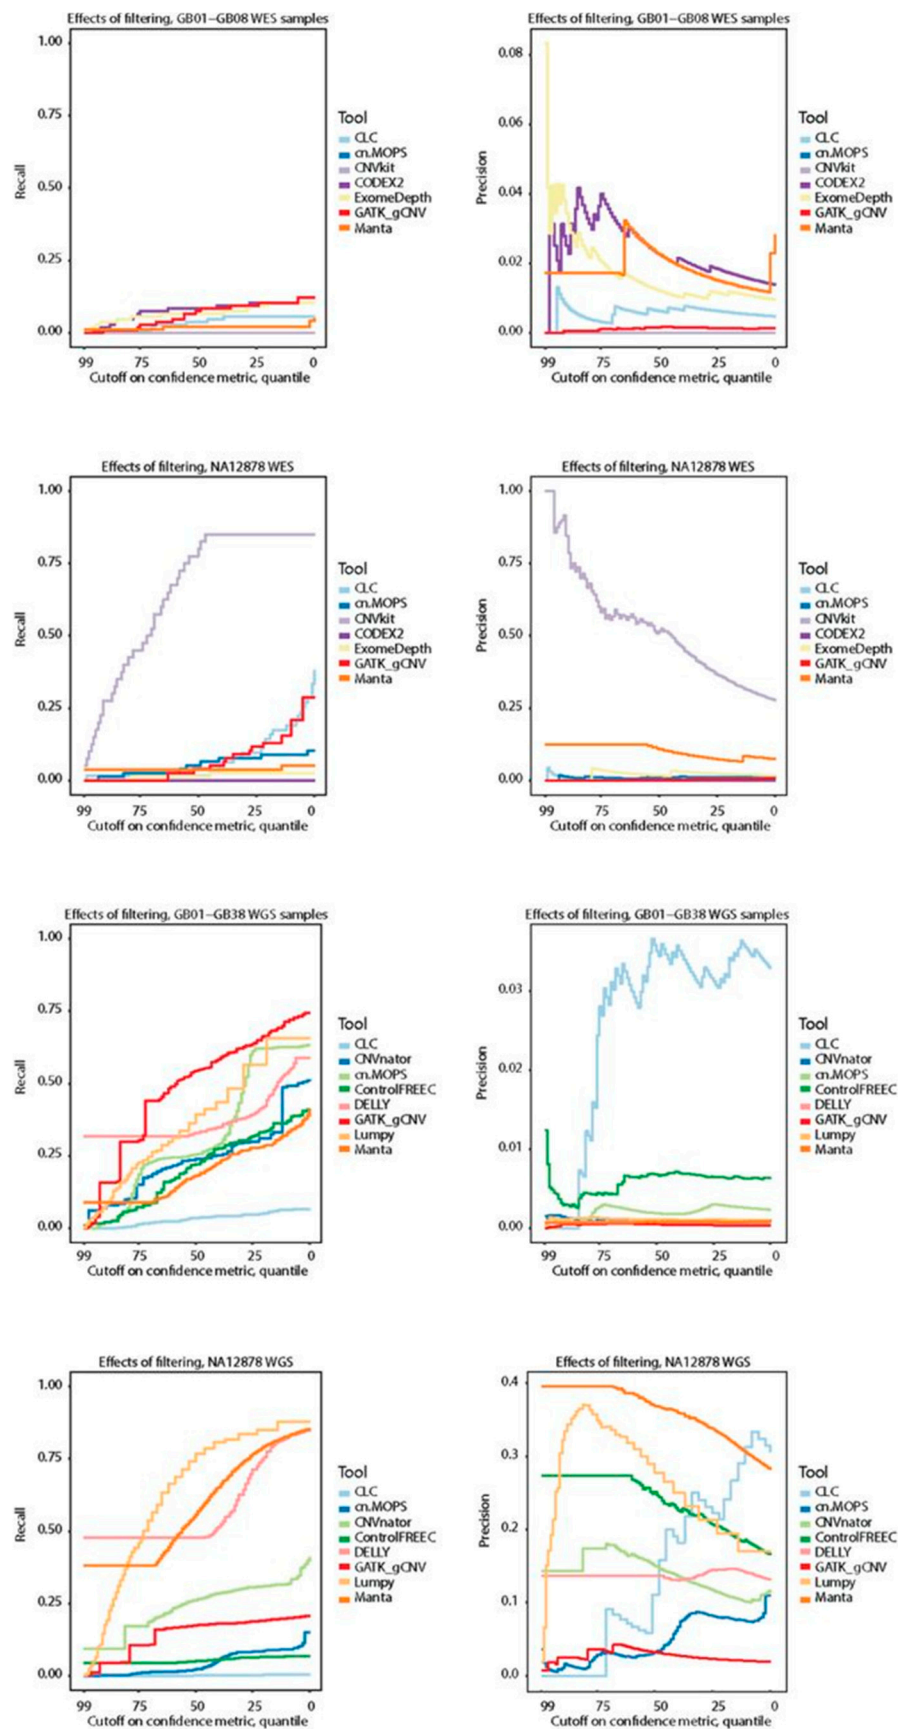 Effects of filtering, GB01–GB08 WES samples
1.00
0.75
0.50
0.25
0.00
Recall
99 75 50 25 0
Cutoff on confidence metric, quantile
Tool
CLC
cn.MOPS
CNVkit
CODEX2
ExomeDepth
GATK_gCNV
Manta
Effects of filtering, GB01–GB08 WES samples
0.08
0.06
0.04
0.02
0.00
Precision
99 75 50 25 0
Cutoff on confidence metric, quantile
Tool
CLC
cn.MOPS
CNVkit
CODEX2
ExomeDepth
GATK_gCNV
Manta
Effects of filtering, NA12878 WES
1.00
0.75
0.50
0.25
0.00
Recall
99 75 50 25 0
Cutoff on confidence metric, quantile
Tool
CLC
cn.MOPS
CNVkit
CODEX2
ExomeDepth
GATK_gCNV
Manta
Effects of filtering, NA12878 WES
1.00
0.75
0.50
0.25
0.00
Precision
99 75 50 25 0
Cutoff on confidence metric, quantile
Tool
CLC
cn.MOPS
CNVkit
CODEX2
ExomeDepth
GATK_gCNV
Manta
Effects of filtering, GB01–GB38 WGS samples
1.00
0.75
0.50
0.25
0.00
Recall
99 75 50 25 0
Cutoff on confidence metric, quantile
Tool
CLC
CNVnator
cn.MOPS
ControlFREEC
DELLY
GATK_gCNV
Lumpy
Manta
Effects of filtering, GB01–GB38 WGS samples
0.03
0.02
0.01
0.00
Precision
99 75 50 25 0
Cutoff on confidence metric, quantile
Tool
CLC
CNVnator
cn.MOPS
ControlFREEC
DELLY
GATK_gCNV
Lumpy
Manta
Effects of filtering, NA12878 WGS
1.00
0.75
0.50
0.25
0.00
Recall
99 75 50 25 0
Cutoff on confidence metric, quantile
Tool
CLC
cn.MOPS
CNVnator
ControlFREEC
DELLY
GATK_gCNV
Lumpy
Manta
Effects of filtering, NA12878 WGS
0.4
0.3
0.2
0.1
0.0
Precision
99 75 50 25 0
Cutoff on confidence metric, quantile
Tool
CLC
cn.MOPS
CNVnator
ControlFREEC
DELLY
GATK_gCNV
Lumpy
Manta